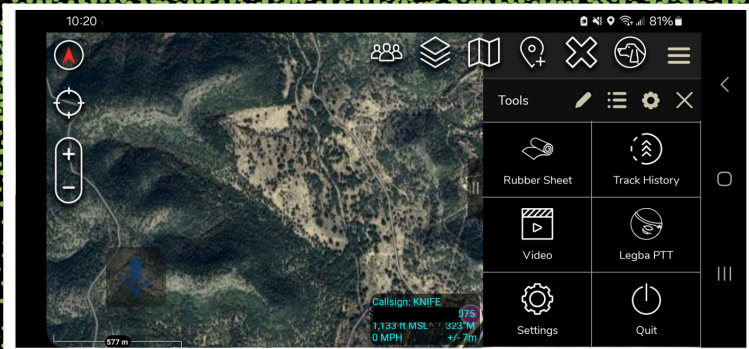 10:20
81%
Tools
Rubber Sheet
Track History
Video
Legba PTT
Settings
Quit
Callsign: KNIFE
075
1,133 ft MSL
323°M
0 MPH
+/- 7m
577 m